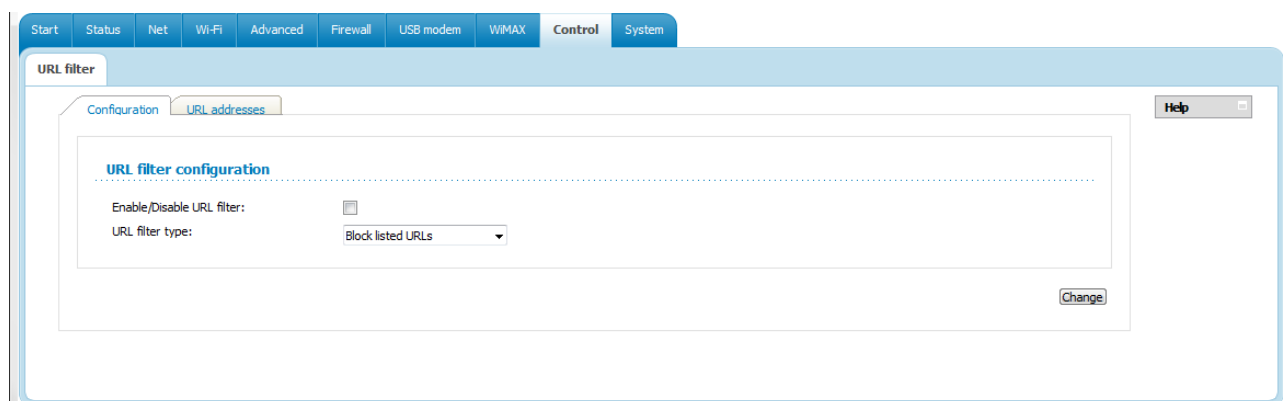 Start Status Net Wi-Fi Advanced Firewall USB modem WiMAX Control System
URL filter
Configuration URL addresses
Help
URL filter configuration
Enable/Disable URL filter:
URL filter type: Block listed URLs
Change